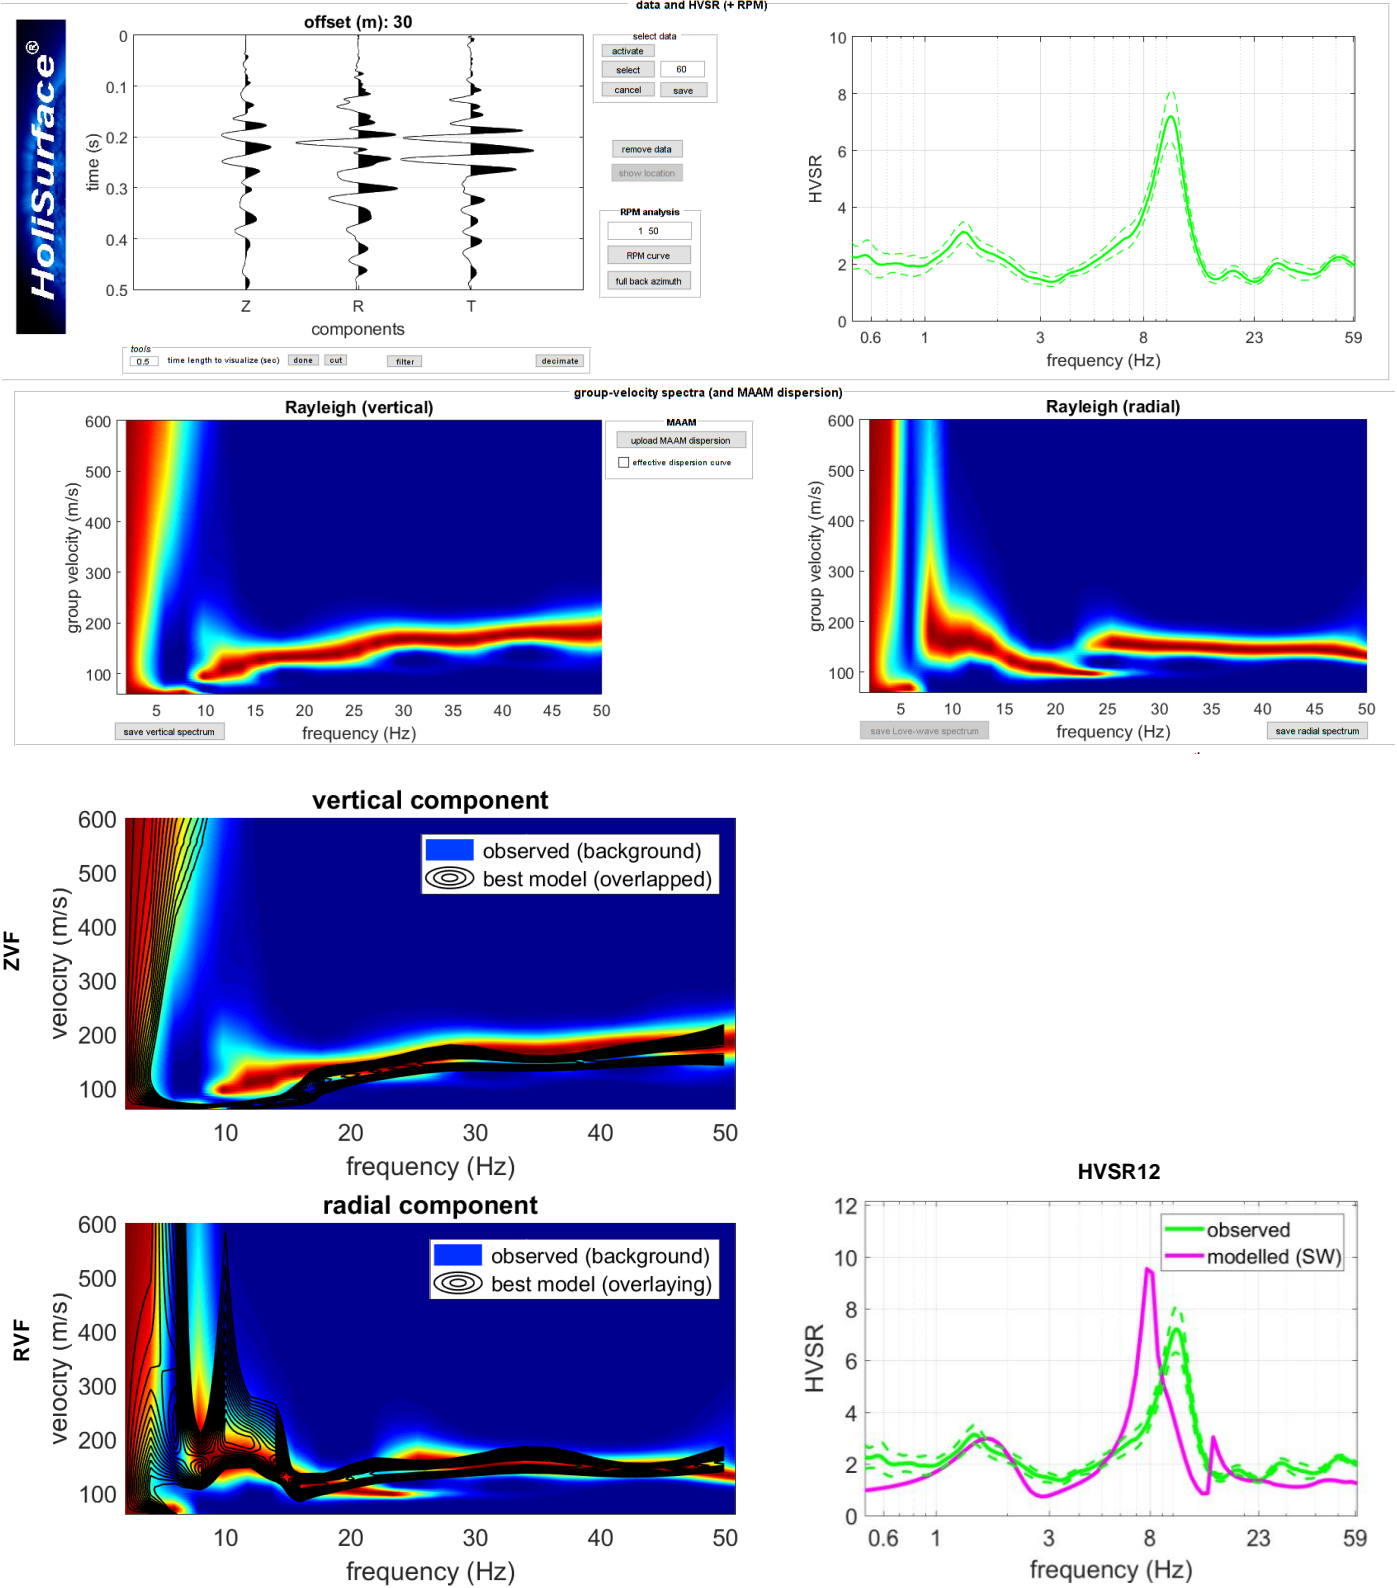 data and HVSR (+ RPM)
HoliSurface®
offset (m): 30
0
0.1
0.2
0.3
0.4
0.5
time (s)
Z
R
T
components
select data
activate
select
60
cancel
save
remove data
show location
RPM analysis
1 50
RPM curve
full back azimuth
tools
0.5
time length to visualize (sec)
done
cut
filter
decimate
10
8
6
4
2
0
HVSR
0.6
1
3
8
23
59
frequency (Hz)
group-velocity spectra (and MAAM dispersion)
Rayleigh (vertical)
600
500
400
300
200
100
group velocity (m/s)
5
10
15
20
25
30
35
40
45
50
frequency (Hz)
save vertical spectrum
MAAM
upload MAAM dispersion
effective dispersion curve
Rayleigh (radial)
600
500
400
300
200
100
group velocity (m/s)
5
10
15
20
25
30
35
40
45
50
frequency (Hz)
save Love-wave spectrum
save radial spectrum
vertical component
ZVF
600
500
400
300
200
100
velocity (m/s)
observed (background)
best model (overlapped)
10
20
30
40
50
frequency (Hz)
radial component
RVF
600
500
400
300
200
100
velocity (m/s)
observed (background)
best model (overlaying)
10
20
30
40
50
frequency (Hz)
HVSR12
12
10
8
6
4
2
0
HVSR
observed
modelled (SW)
0.6
1
3
8
23
59
frequency (Hz)